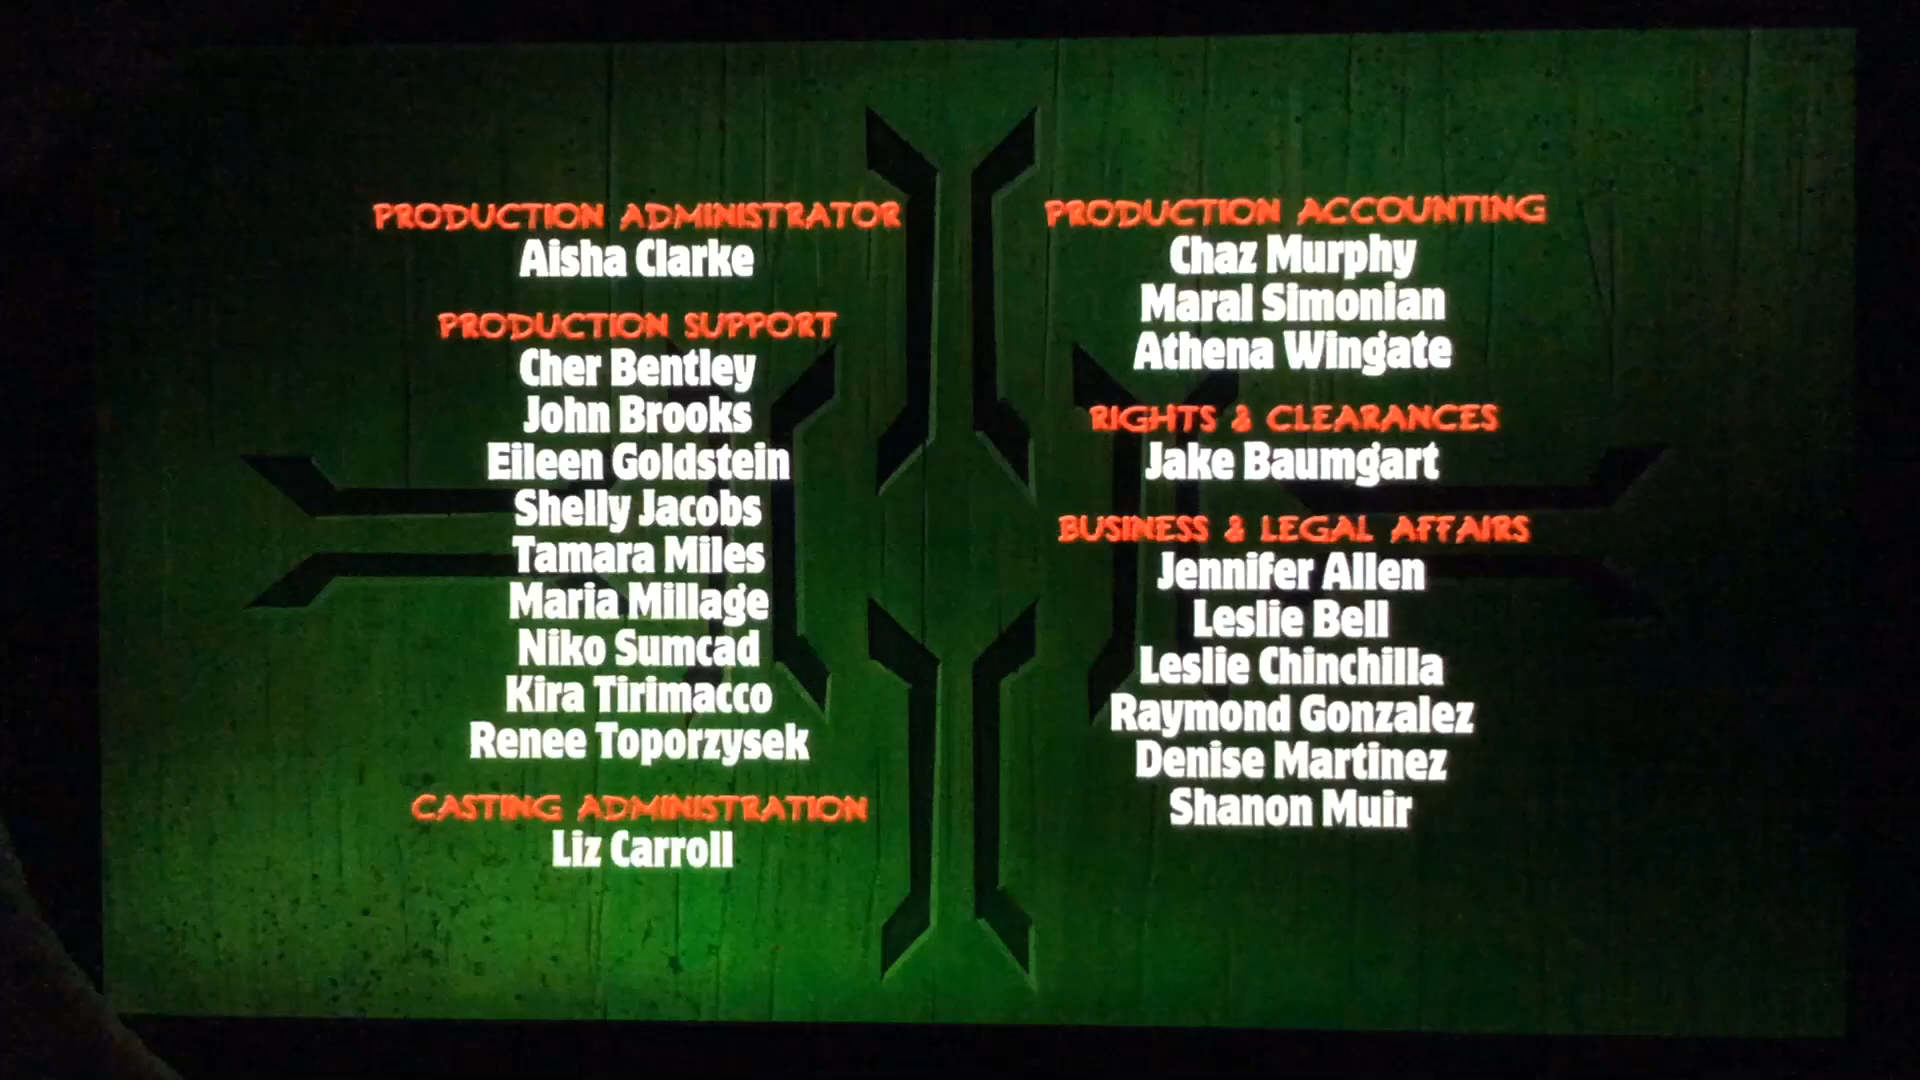 PRODUCTION ADMINISTRATOR
Aisha Clarke
PRODUCTION SUPPORT
Cher Bentley
John Brooks
Eileen Goldstein
Shelly Jacobs
Tamara Miles
Maria Millage
Niko Sumcad
Kira Tirimacco
Renee Toporzysek
CASTING ADMINISTRATION
Liz Carroll
PRODUCTION ACCOUNTING
Chaz Murphy
Maral Simonian
Athena Wingate
RIGHTS & CLEARANCES
Jake Baumgart
BUSINESS & LEGAL AFFAIRS
Jennifer Allen
Leslie Bell
Leslie Chinchilla
Raymond Gonzalez
Denise Martinez
Shanon Muir